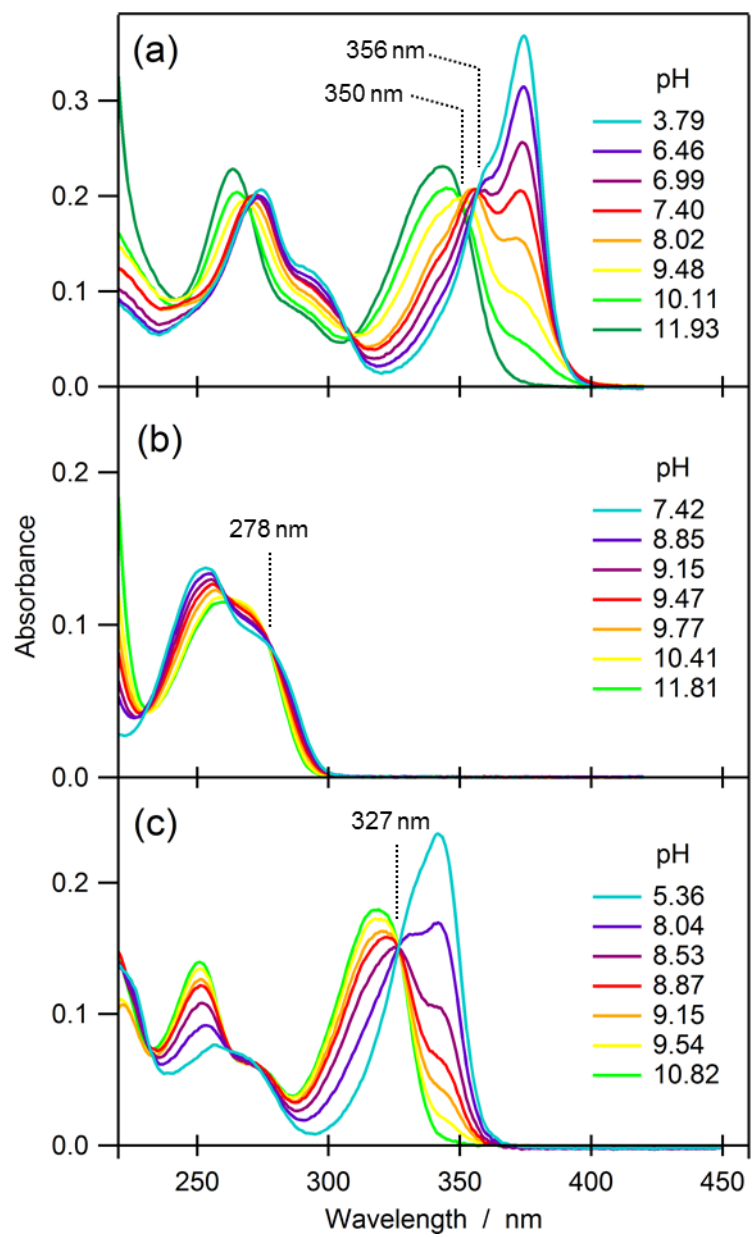 (a)
356 nm
350 nm
pH
3.79
6.46
6.99
7.40
8.02
9.48
10.11
11.93
0.3
0.2
0.1
0.0
(b)
278 nm
pH
7.42
8.85
9.15
9.47
9.77
10.41
11.81
0.2
0.1
0.0
Absorbance
(c)
327 nm
pH
5.36
8.04
8.53
8.87
9.15
9.54
10.82
0.2
0.1
0.0
250 300 350 400 450
Wavelength / nm